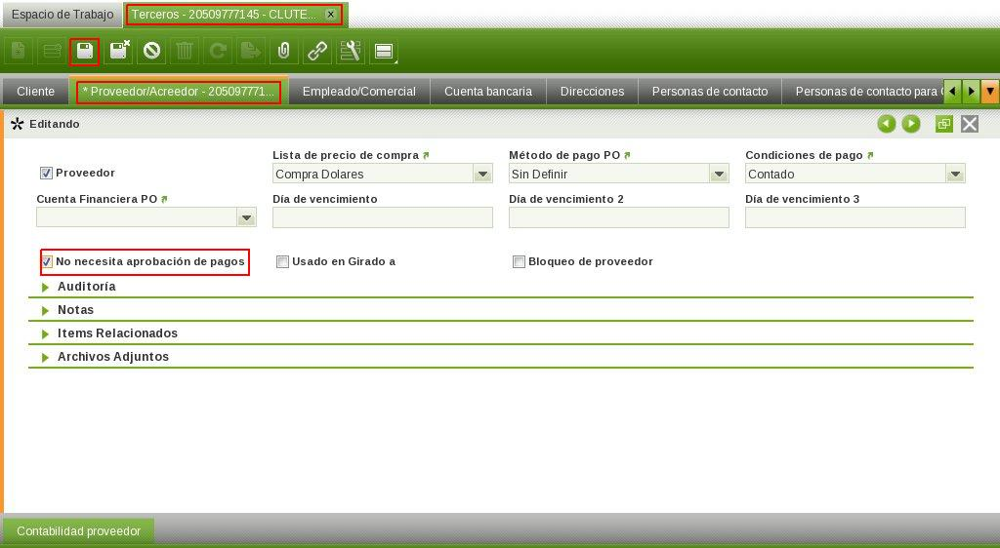 Espacio de Trabajo
Terceros - 20509777145 - CLUTE...
Cliente
* Proveedor/Acreedor - 205097771...
Empleado/Comercial
Cuenta bancaria
Direcciones
Personas de contacto
Personas de contacto para
Editando
Proveedor
Lista de precio de compra
Compra Dolares
Método de pago PO
Sin Definir
Condiciones de pago
Contado
Cuenta Financiera PO
Día de vencimiento
Día de vencimiento 2
Día de vencimiento 3
No necesita aprobación de pagos
Usado en Girado a
Bloqueo de proveedor
Auditoría
Notas
Items Relacionados
Archivos Adjuntos
Contabilidad proveedor